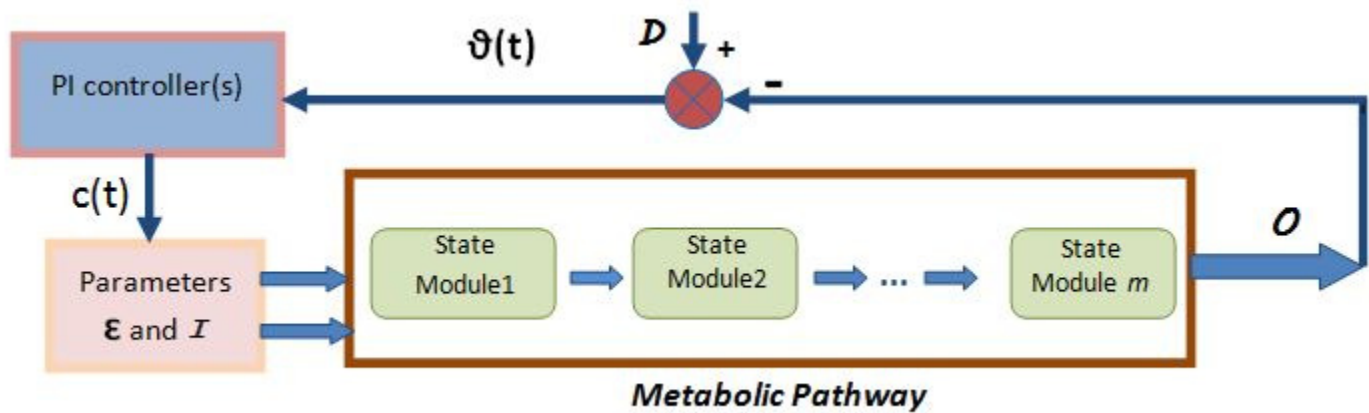 ϑ(t)
D
+
-
PI controller(s)
c(t)
Parameters
ε and I
State
Module1
State
Module2
...
State
Module m
O
Metabolic Pathway